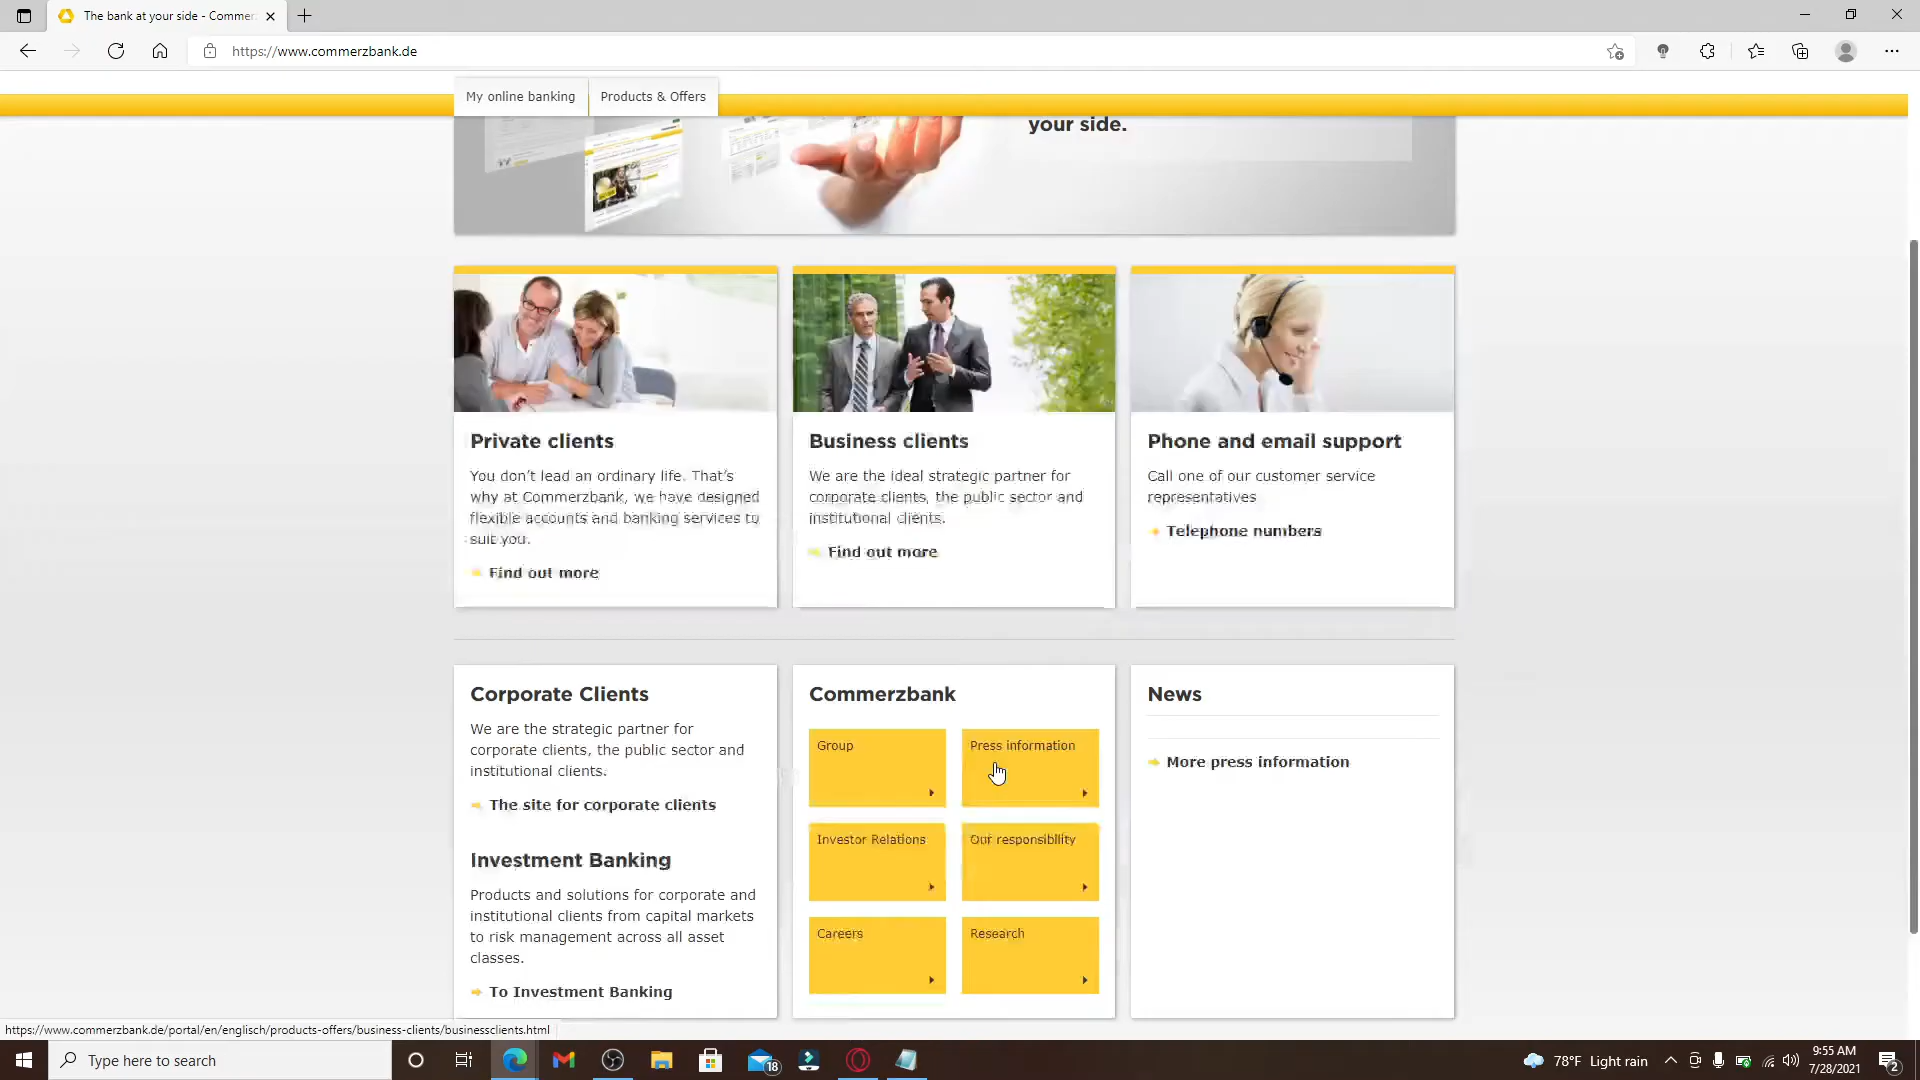 The bank at your side - Commer
https://www.commerzbank.de
My online banking
Products & Offers
your side.
Private clients
You don't lead an ordinary life. That's
why at Commerzbank, we have designed
flexible accounts and banking services to
suit you.
Find out more
Business clients
We are the ideal strategic partner for
corporate clients, the public sector and
institutional clients.
Find out more
Phone and email support
Call one of our customer service
representatives
Telephone numbers
Corporate Clients
We are the strategic partner for
corporate clients, the public sector and
institutional clients.
The site for corporate clients
Investment Banking
Products and solutions for corporate and
institutional clients from capital markets
to risk management across all asset
classes.
To Investment Banking
Commerzbank
Group
Press information
Investor Relations
Our responsibility
Careers
Research
News
More press information
https://www.commerzbank.de/portal/en/englisch/products-offers/business-clients/businessclients.html
Type here to search
18
78°F Light rain
9:55 AM
7/28/2021
2